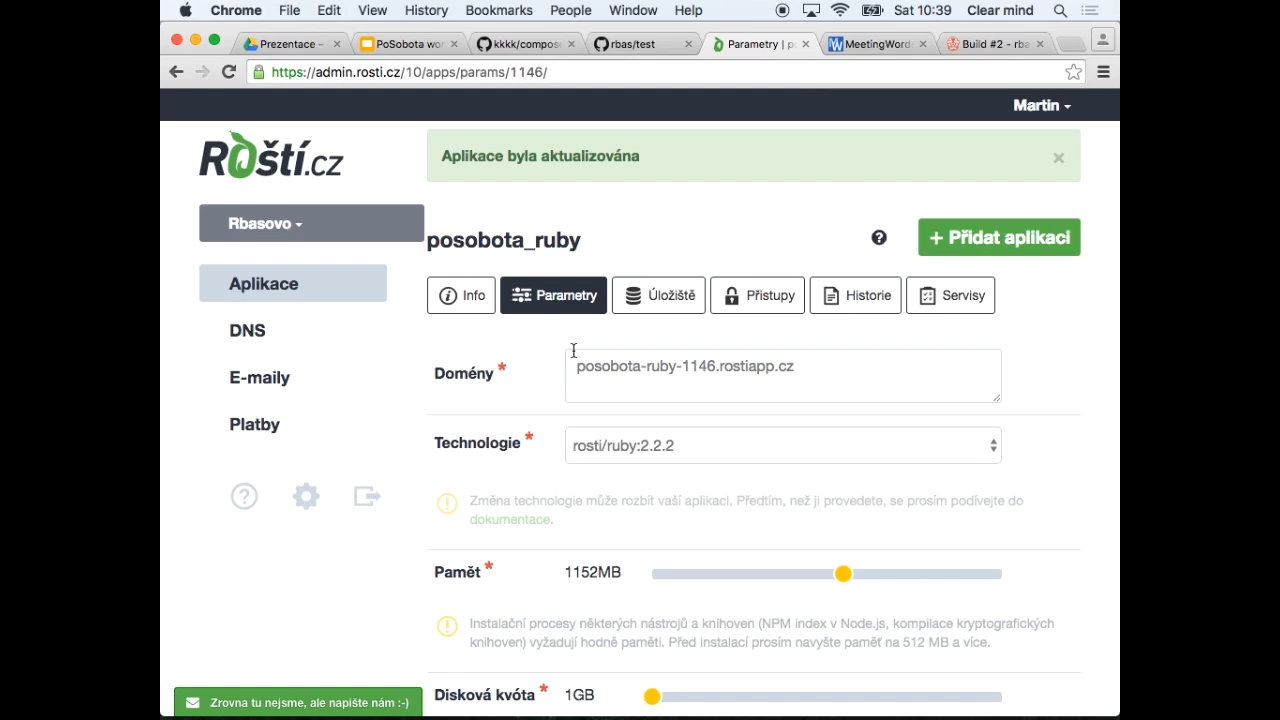 Chrome File Edit View History Bookmarks People Window Help Sat 10:39 Clear mind
Prezentace – PoSobota wor kkkk/compos rbas/test Parametry | p MeetingWord Build #2 - rba
https://admin.rosti.cz/10/apps/params/1146/
Martin
Roští.cz
Aplikace byla aktualizována ×
Rbasovo
posobota_ruby
+ Přidat aplikaci
Aplikace
DNS
E-maily
Platby
Info Parametry Úložiště Přístupy Historie Servisy
Domény *
posobota-ruby-1146.rostiapp.cz
Technologie *
rosti/ruby:2.2.2
Změna technologie může rozbít vaší aplikaci. Předtím, než ji provedete, se prosím podívejte do
dokumentace.
Pamět * 1152MB
Instalační procesy některých nástrojů a knihoven (NPM index v Node.js, kompilace kryptografických
knihoven) vyžadují hodně paměti. Před instalací prosím navyšte paměť na 512 MB a více.
Disková kvóta * 1GB
Zrovna tu nejsme, ale napište nám :-)